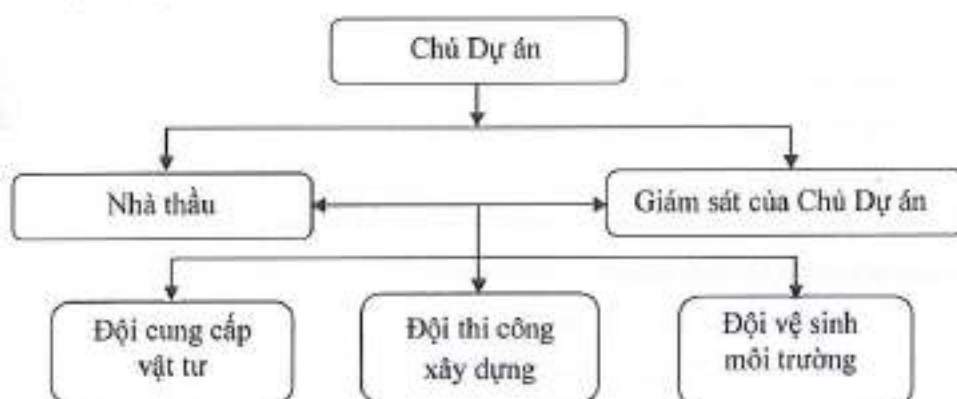 Chủ Dự án
Nhà thầu
Giám sát của Chủ Dự án
Đội cung cấp
vật tư
Đội thi công
xây dựng
Đội vệ sinh
môi trường